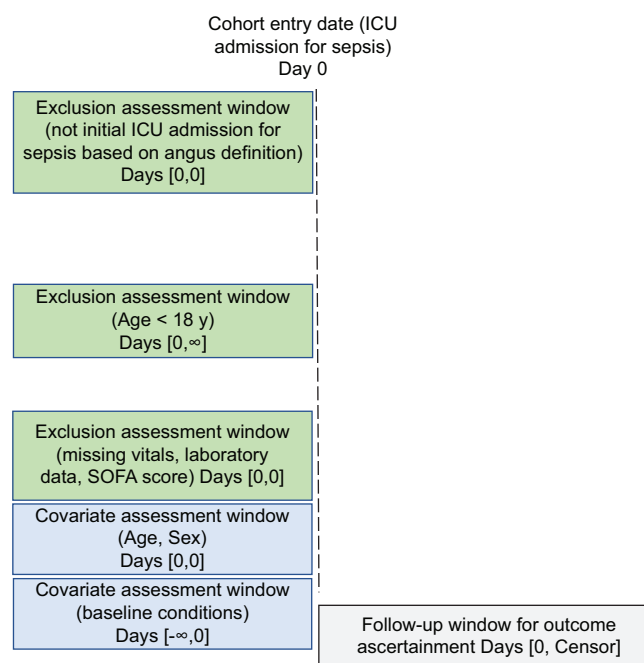 Cohort entry date (ICU
admission for sepsis)
Day 0
Exclusion assessment window
(not initial ICU admission for
sepsis based on angus definition)
Days [0,0]
Exclusion assessment window
(Age < 18 y)
Days [0,∞]
Exclusion assessment window
(missing vitals, laboratory
data, SOFA score) Days [0,0]
Covariate assessment window
(Age, Sex)
Days [0,0]
Covariate assessment window
(baseline conditions)
Days [-∞,0]
Follow-up window for outcome
ascertainment Days [0, Censor]